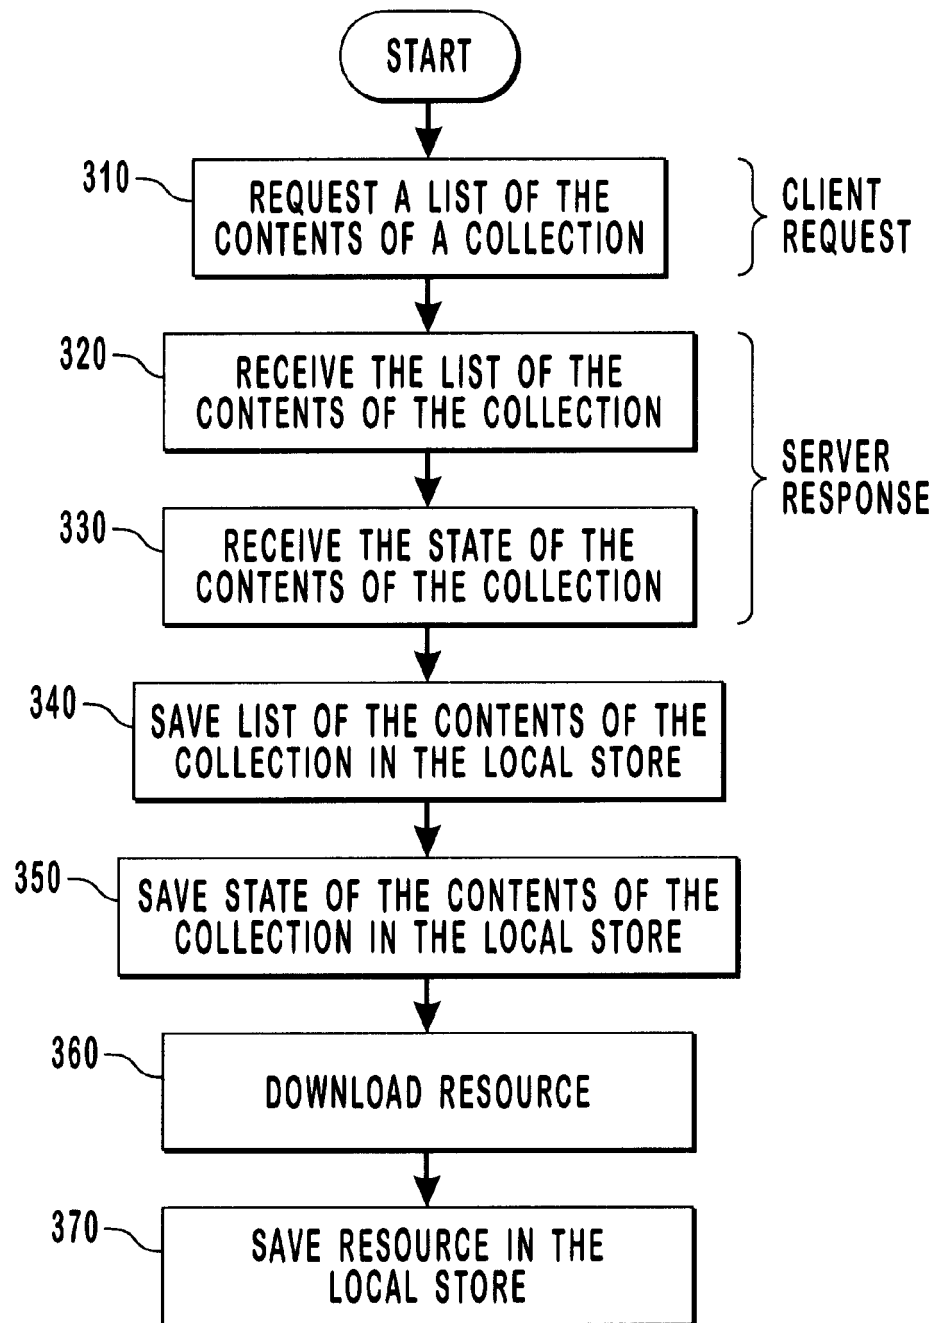 START
310
REQUEST A LIST OF THE
CONTENTS OF A COLLECTION
CLIENT
REQUEST
320
RECEIVE THE LIST OF THE
CONTENTS OF THE COLLECTION
SERVER
RESPONSE
330
RECEIVE THE STATE OF THE
CONTENTS OF THE COLLECTION
340
SAVE LIST OF THE CONTENTS OF THE
COLLECTION IN THE LOCAL STORE
350
SAVE STATE OF THE CONTENTS OF THE
COLLECTION IN THE LOCAL STORE
360
DOWNLOAD RESOURCE
370
SAVE RESOURCE IN THE
LOCAL STORE